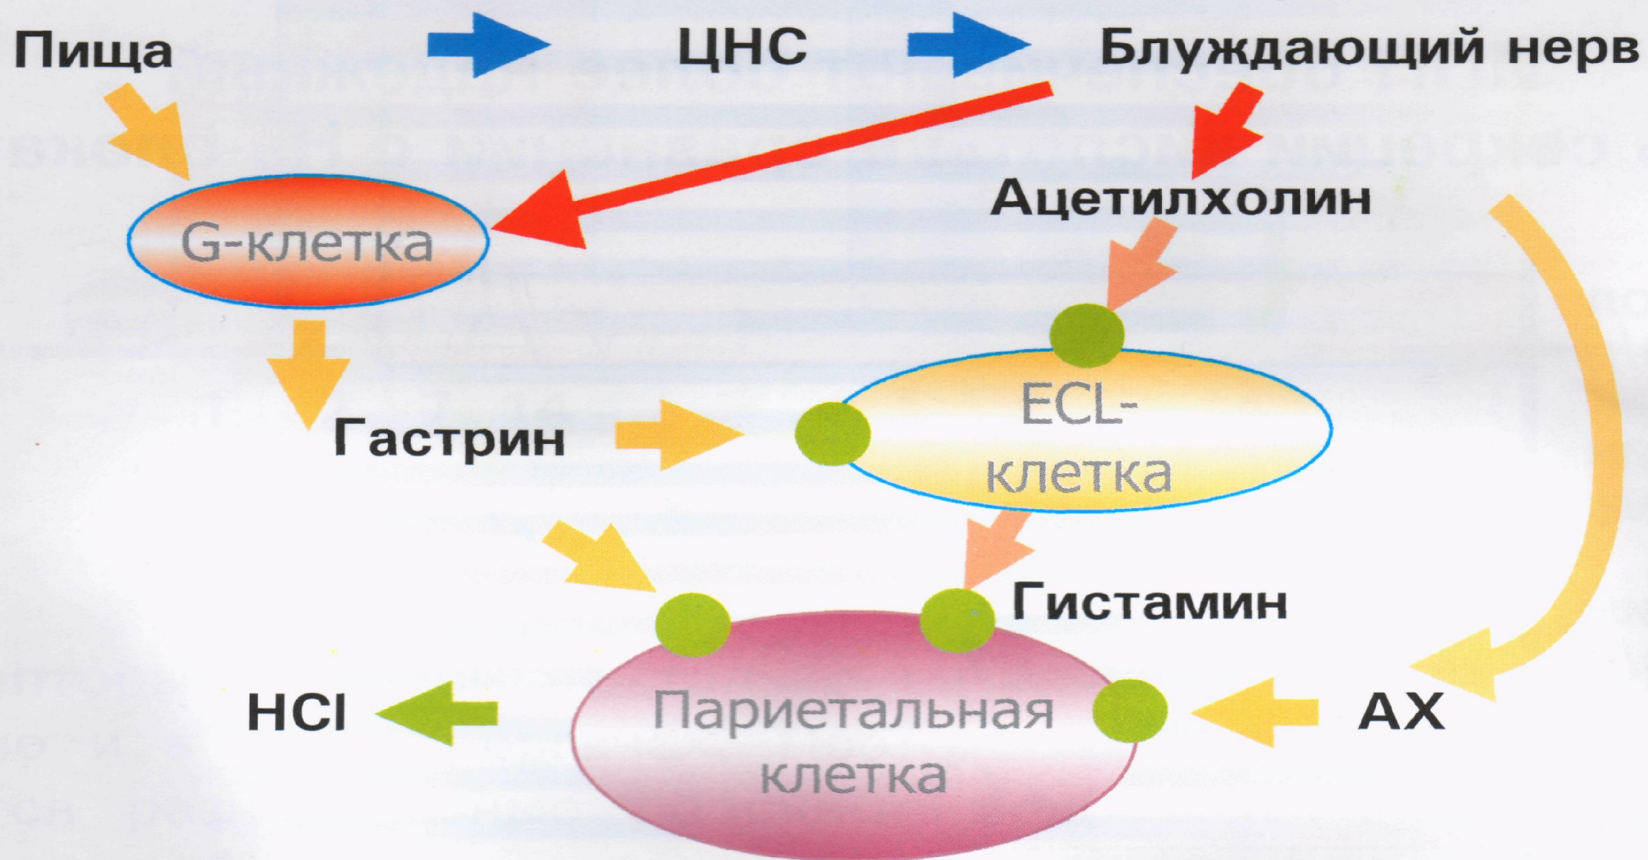 Пища
ЦНС
Блуждающий нерв
Ацетилхолин
G-клетка
Гастрин
ECL-
клетка
Гистамин
HCl
Париетальная
клетка
АХ